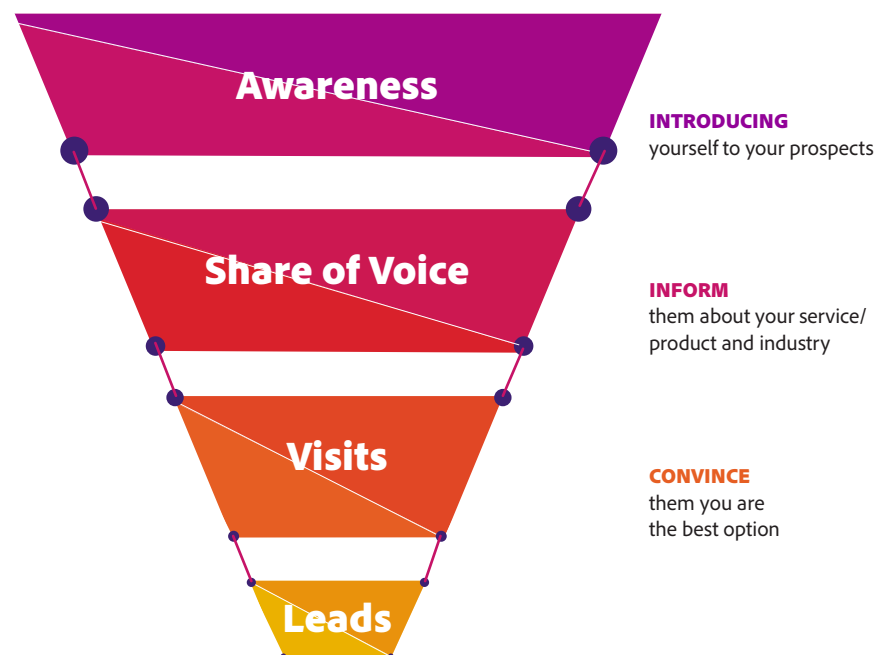 Awareness
INTRODUCING
yourself to your prospects
Share of Voice
INFORM
them about your service/
product and industry
Visits
CONVINCE
them you are
the best option
Leads